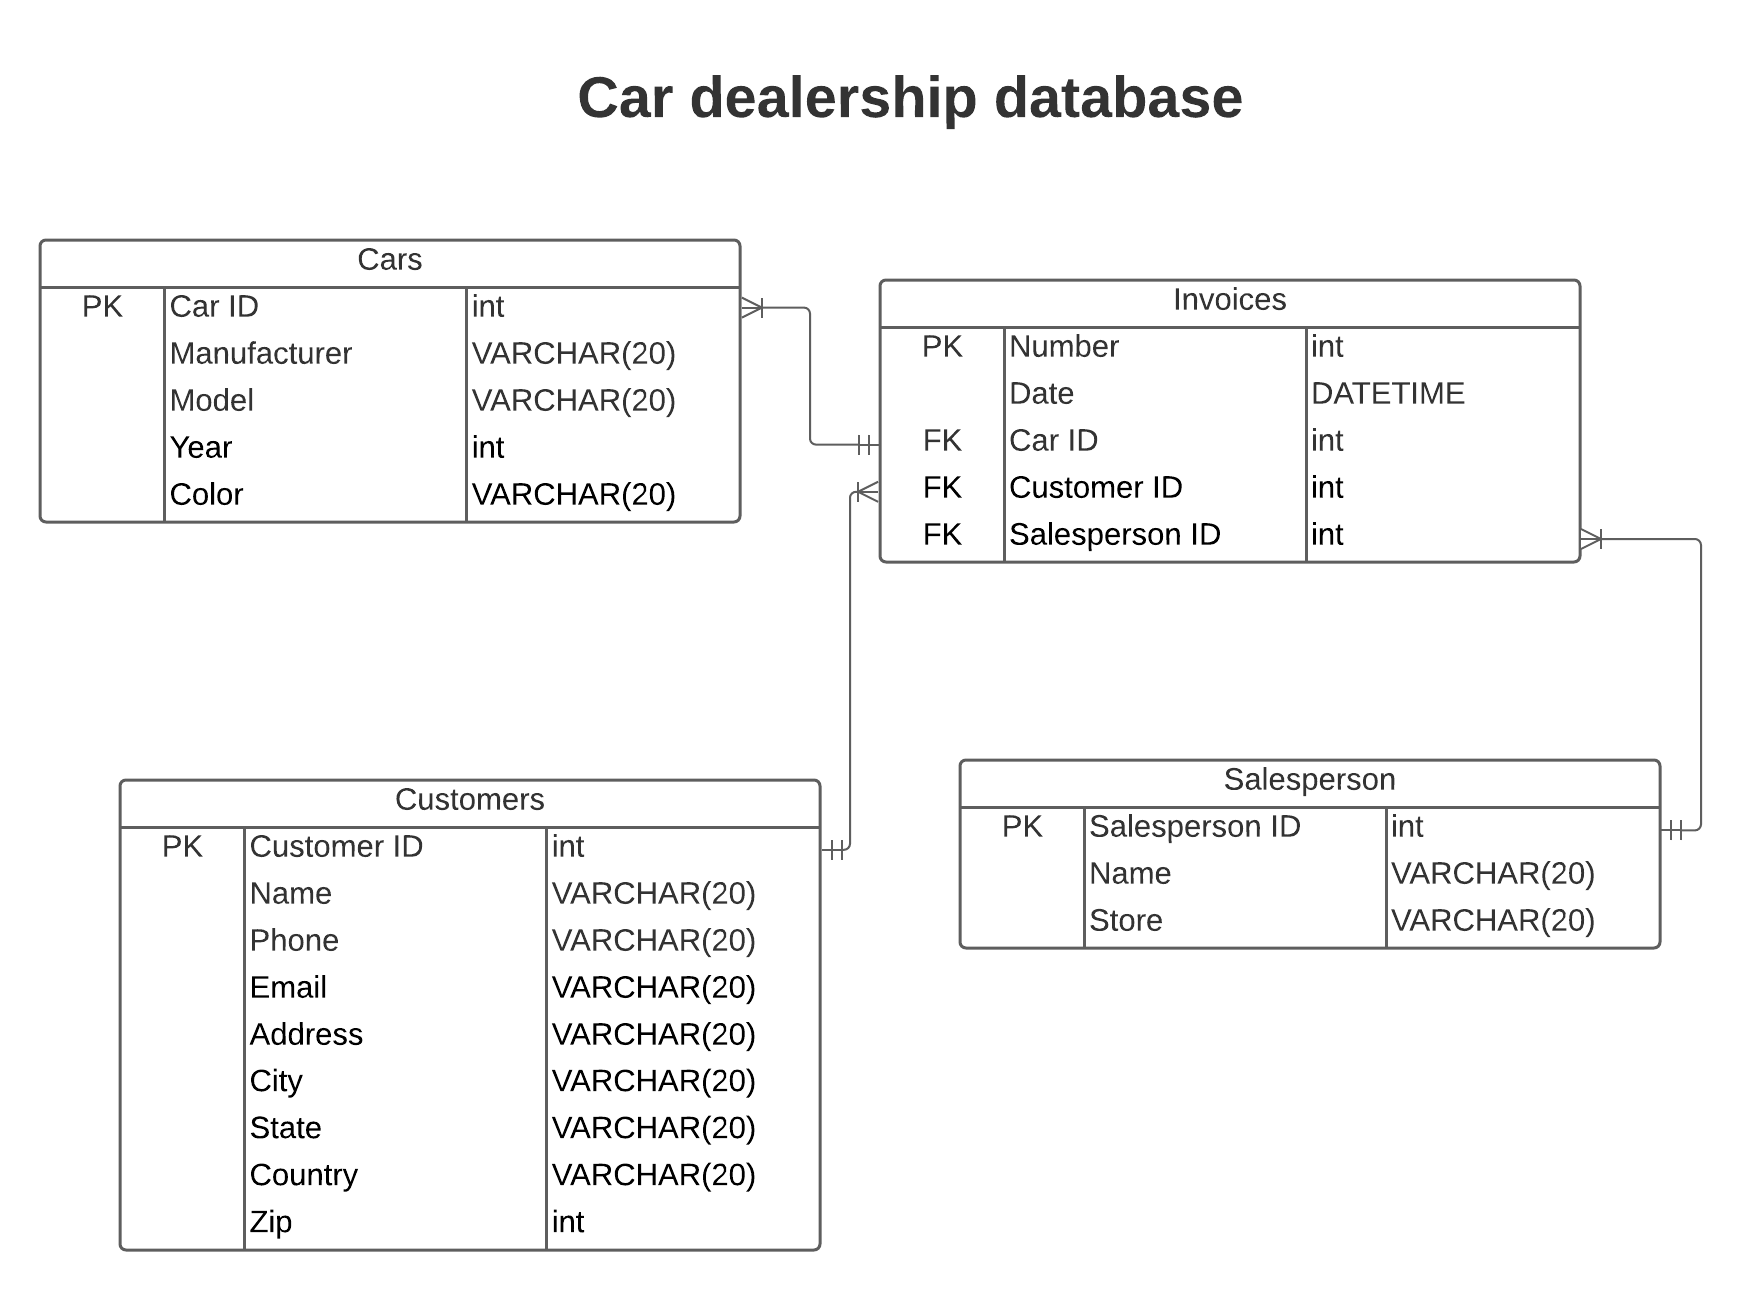 Car dealership database
Cars
PK Car ID int
Manufacturer VARCHAR(20)
Model VARCHAR(20)
Year int
Color VARCHAR(20)
Invoices
PK Number int
Date DATETIME
FK Car ID int
FK Customer ID int
FK Salesperson ID int
Customers
PK Customer ID int
Name VARCHAR(20)
Phone VARCHAR(20)
Email VARCHAR(20)
Address VARCHAR(20)
City VARCHAR(20)
State VARCHAR(20)
Country VARCHAR(20)
Zip int
Salesperson
PK Salesperson ID int
Name VARCHAR(20)
Store VARCHAR(20)